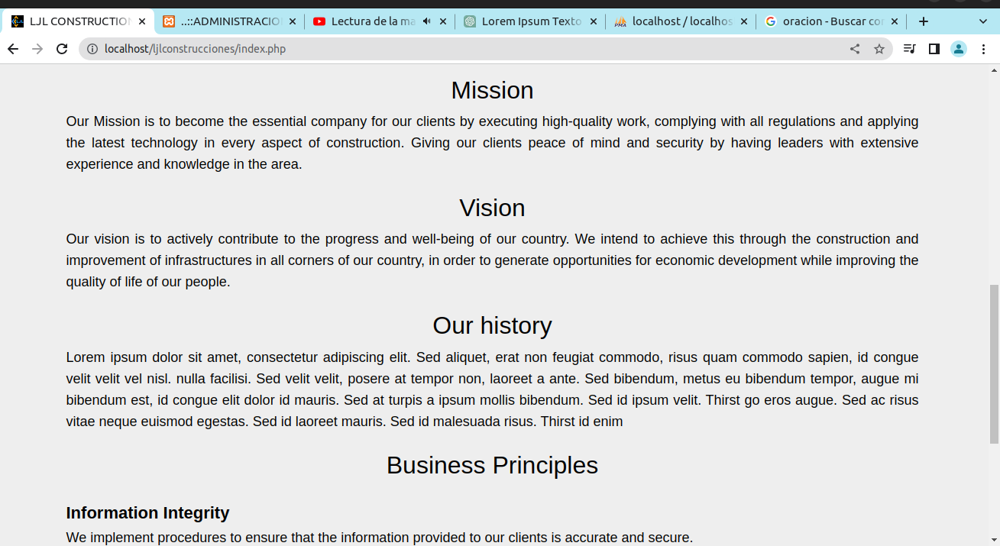 LJL CONSTRUCTION
..::ADMINISTRACIO
Lectura de la ma
Lorem Ipsum Texto
localhost / localhos
oracion - Buscar con
localhost/ljlconstrucciones/index.php
Mission
Our Mission is to become the essential company for our clients by executing high-quality work, complying with all regulations and applying
the latest technology in every aspect of construction. Giving our clients peace of mind and security by having leaders with extensive
experience and knowledge in the area.
Vision
Our vision is to actively contribute to the progress and well-being of our country. We intend to achieve this through the construction and
improvement of infrastructures in all corners of our country, in order to generate opportunities for economic development while improving the
quality of life of our people.
Our history
Lorem ipsum dolor sit amet, consectetur adipiscing elit. Sed aliquet, erat non feugiat commodo, risus quam commodo sapien, id congue
velit velit vel nisl. nulla facilisi. Sed velit velit, posere at tempor non, laoreet a ante. Sed bibendum, metus eu bibendum tempor, augue mi
bibendum est, id congue elit dolor id mauris. Sed at turpis a ipsum mollis bibendum. Sed id ipsum velit. Thirst go eros augue. Sed ac risus
vitae neque euismod egestas. Sed id laoreet mauris. Sed id malesuada risus. Thirst id enim
Business Principles
Information Integrity
We implement procedures to ensure that the information provided to our clients is accurate and secure.